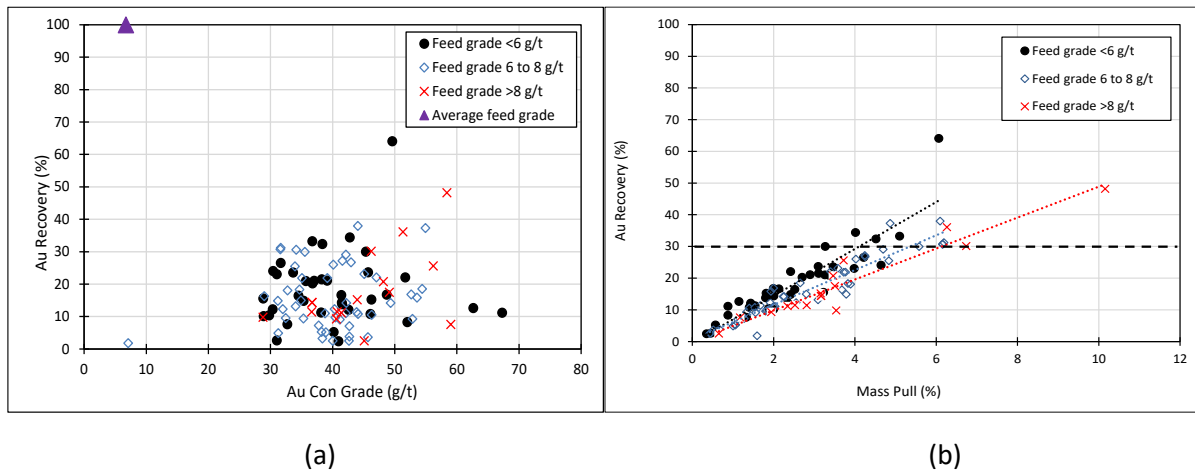 100
90
80
70
60
50
40
30
20
10
0
Au Recovery (%)
0 10 20 30 40 50 60 70 80
Au Con Grade (g/t)
Feed grade <6 g/t
Feed grade 6 to 8 g/t
Feed grade >8 g/t
Average feed grade
(a)
100
90
80
70
60
50
40
30
20
10
0
Au Recovery (%)
0 2 4 6 8 10 12
Mass Pull (%)
Feed grade <6 g/t
Feed grade 6 to 8 g/t
Feed grade >8 g/t
(b)